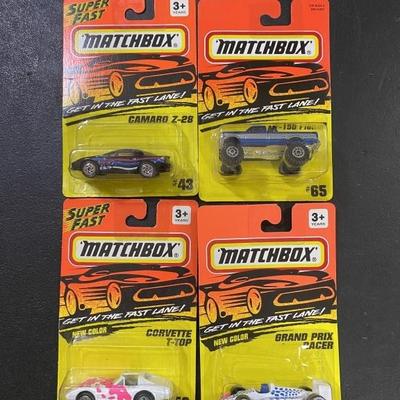 SUPER FAST
MATCHBOX
3+
YEARS
GET IN THE FAST LANE!
CAMARO Z-28
#43
MATCHBOX
GET IN THE FAST LANE!
#65
SUPER FAST
MATCHBOX
3+
YEARS
GET IN THE FAST LANE!
NEW COLOR
CORVETTE
T-TOP
MATCHBOX
3+
YEARS
GET IN THE FAST LANE!
NEW COLOR
GRAND PRIX
RACER